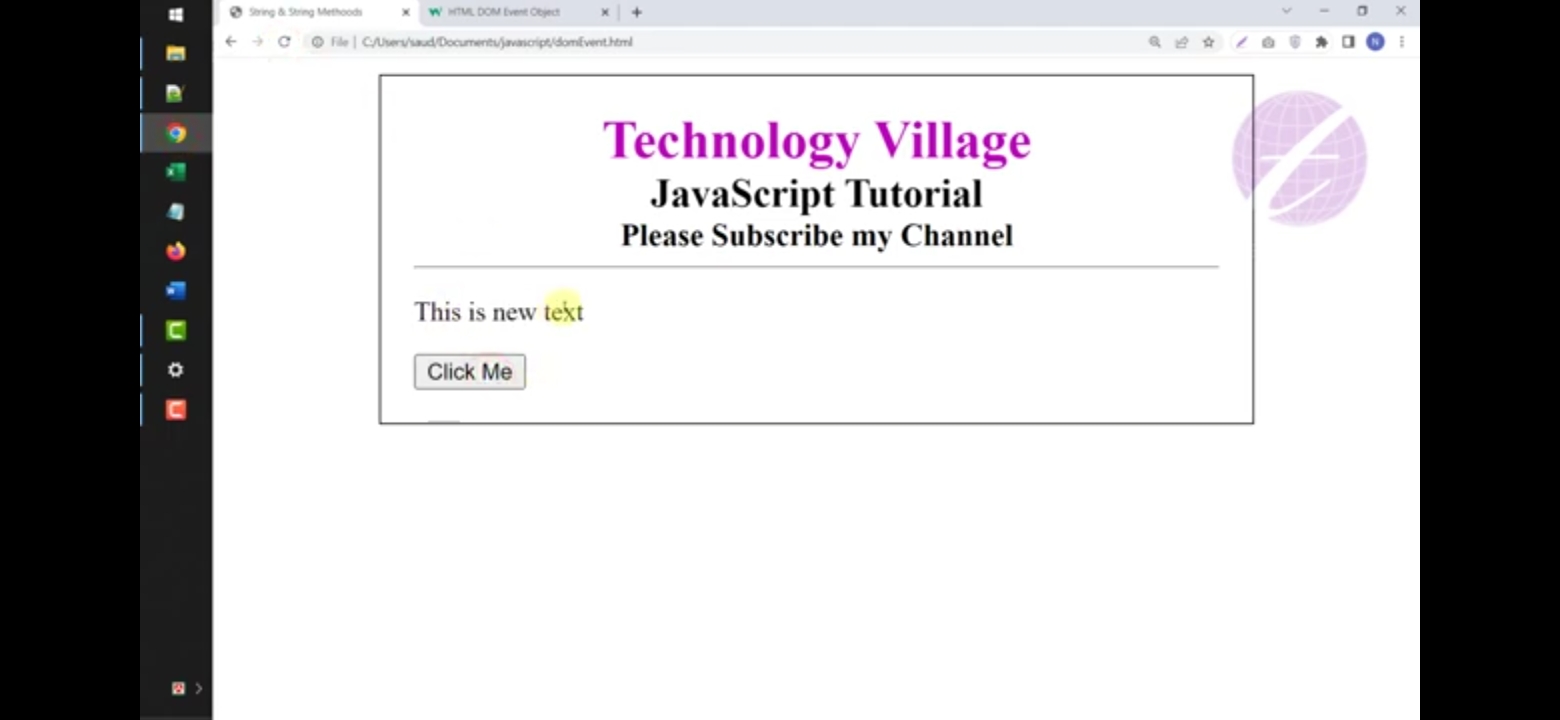 String & String Methoods
HTML DOM Event Object
File | C:/Users/saud/Documents/javascript/domEvent.html
N
Technology Village
JavaScript Tutorial
Please Subscribe my Channel
This is new text
Click Me